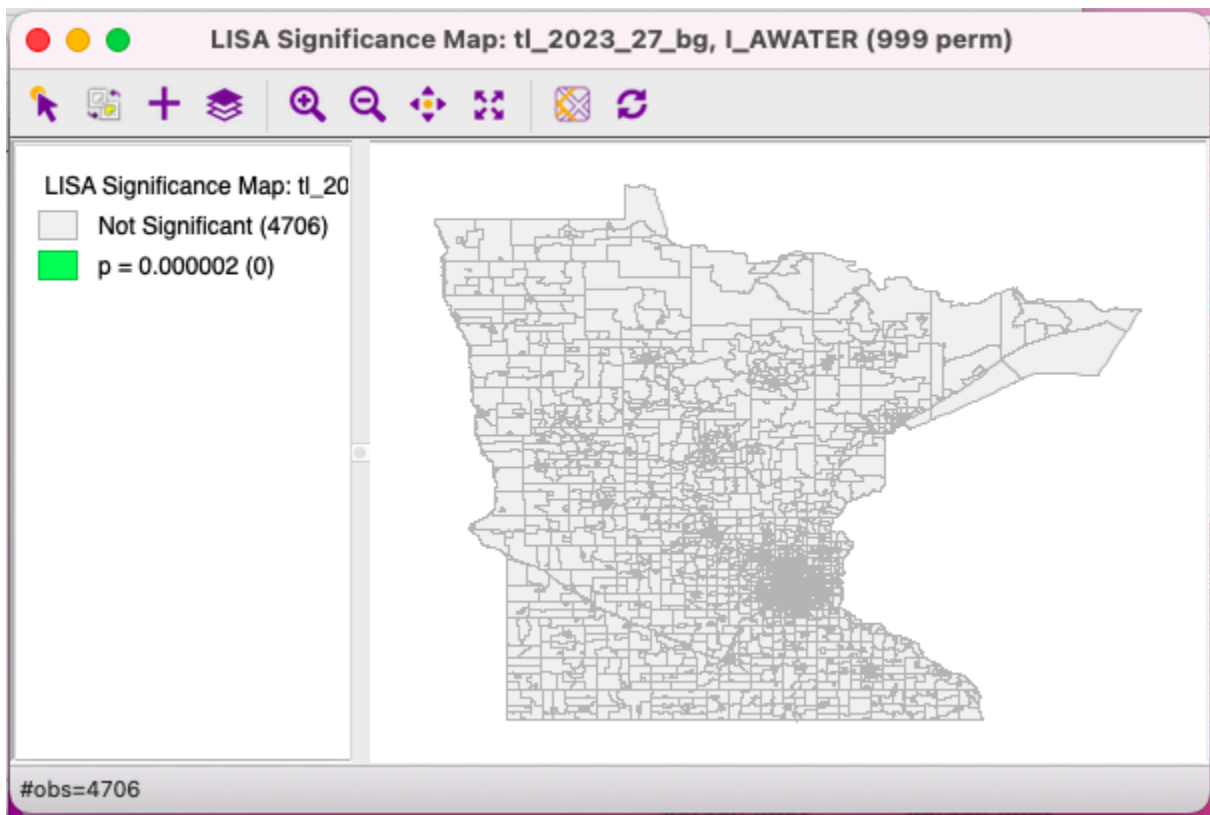 LISA Significance Map: tl_2023_27_bg, I_AWATER (999 perm)
LISA Significance Map: tl_20
Not Significant (4706)
p = 0.000002 (0)
#obs=4706